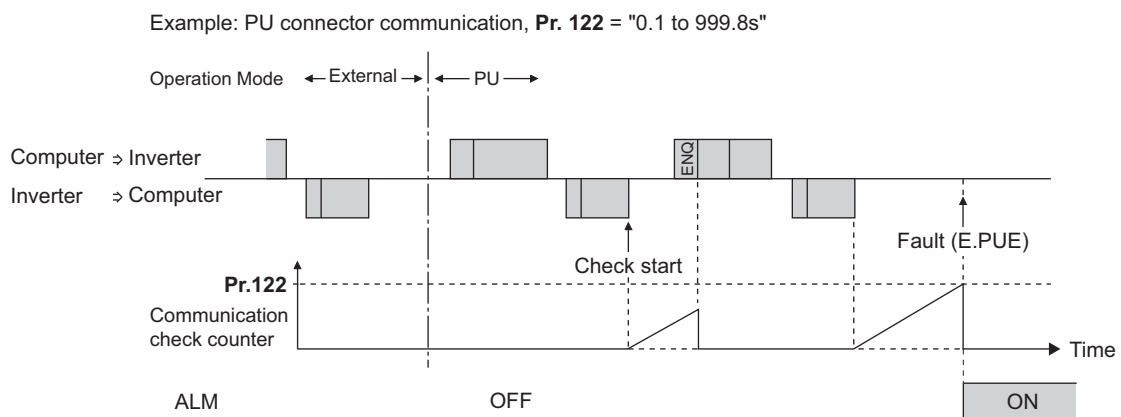 Example: PU connector communication, Pr. 122 = "0.1 to 999.8s"
Operation Mode External PU
Computer ⇒ Inverter
ENQ
Inverter ⇒ Computer
Fault (E.PUE)
Check start
Pr.122
Communication
check counter
Time
ALM OFF ON